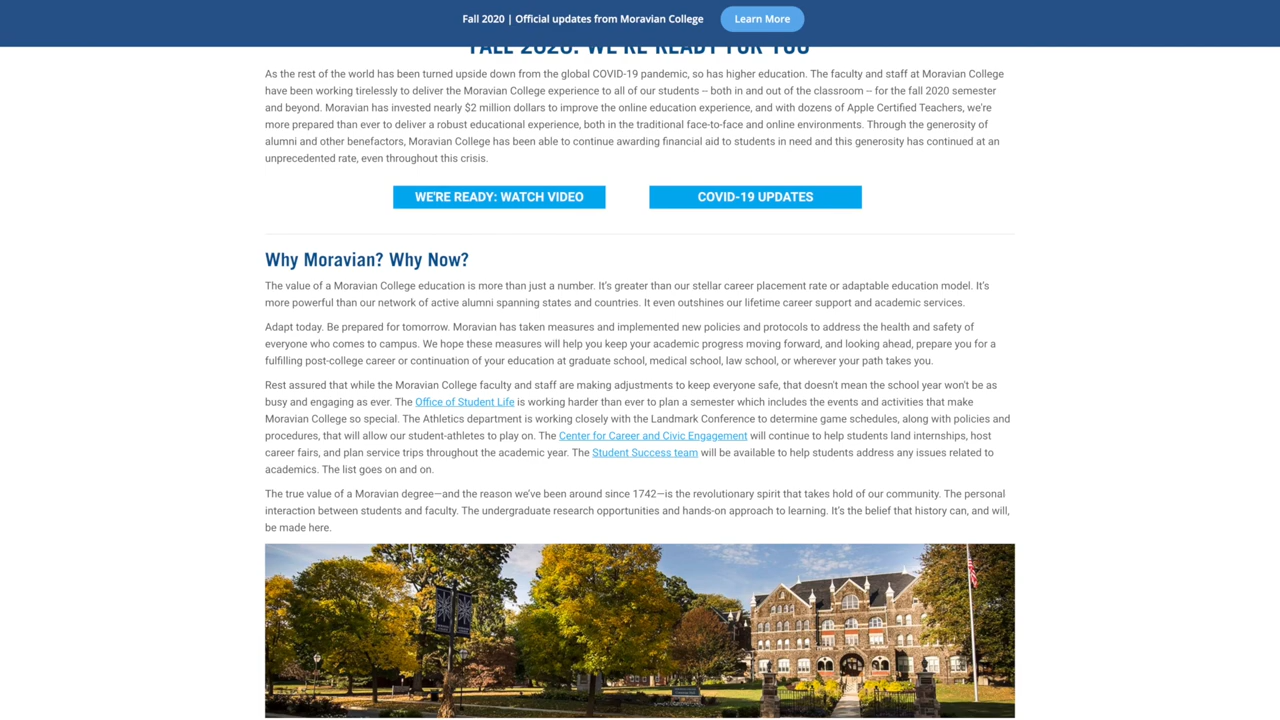 Fall 2020 | Official updates from Moravian College
Learn More
FALL 2020: WE'RE READY FOR YOU
As the rest of the world has been turned upside down from the global COVID-19 pandemic, so has higher education. The faculty and staff at Moravian College
have been working tirelessly to deliver the Moravian College experience to all of our students -- both in and out of the classroom -- for the fall 2020 semester
and beyond. Moravian has invested nearly $2 million dollars to improve the online education experience, and with dozens of Apple Certified Teachers, we're
more prepared than ever to deliver a robust educational experience, both in the traditional face-to-face and online environments. Through the generosity of
alumni and other benefactors, Moravian College has been able to continue awarding financial aid to students in need and this generosity has continued at an
unprecedented rate, even throughout this crisis.
WE'RE READY: WATCH VIDEO
COVID-19 UPDATES
Why Moravian? Why Now?
The value of a Moravian College education is more than just a number. It's greater than our stellar career placement rate or adaptable education model. It's
more powerful than our network of active alumni spanning states and countries. It even outshines our lifetime career support and academic services.
Adapt today. Be prepared for tomorrow. Moravian has taken measures and implemented new policies and protocols to address the health and safety of
everyone who comes to campus. We hope these measures will help you keep your academic progress moving forward, and looking ahead, prepare you for a
fulfilling post-college career or continuation of your education at graduate school, medical school, law school, or wherever your path takes you.
Rest assured that while the Moravian College faculty and staff are making adjustments to keep everyone safe, that doesn't mean the school year won't be as
busy and engaging as ever. The Office of Student Life is working harder than ever to plan a semester which includes the events and activities that make
Moravian College so special. The Athletics department is working closely with the Landmark Conference to determine game schedules, along with policies and
procedures, that will allow our student-athletes to play on. The Center for Career and Civic Engagement will continue to help students land internships, host
career fairs, and plan service trips throughout the academic year. The Student Success team will be available to help students address any issues related to
academics. The list goes on and on.
The true value of a Moravian degree—and the reason we've been around since 1742—is the revolutionary spirit that takes hold of our community. The personal
interaction between students and faculty. The undergraduate research opportunities and hands-on approach to learning. It's the belief that history can, and will,
be made here.